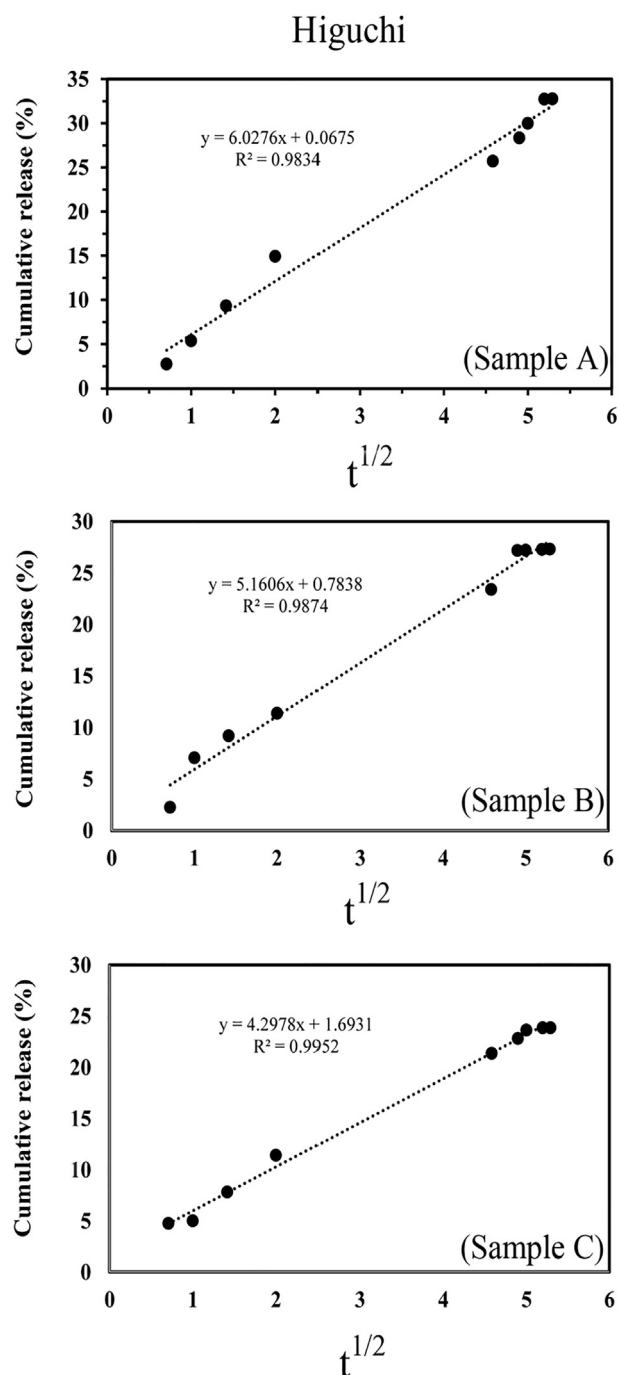 Higuchi
Cumulative release (%)
35
30
25
20
15
10
5
0
y = 6.0276x + 0.0675
R² = 0.9834
(Sample A)
0 1 2 3 4 5 6
t^1/2
Cumulative release (%)
30
25
20
15
10
5
0
y = 5.1606x + 0.7838
R² = 0.9874
(Sample B)
0 1 2 3 4 5 6
t^1/2
Cumulative release (%)
30
25
20
15
10
5
0
y = 4.2978x + 1.6931
R² = 0.9952
(Sample C)
0 1 2 3 4 5 6
t^1/2